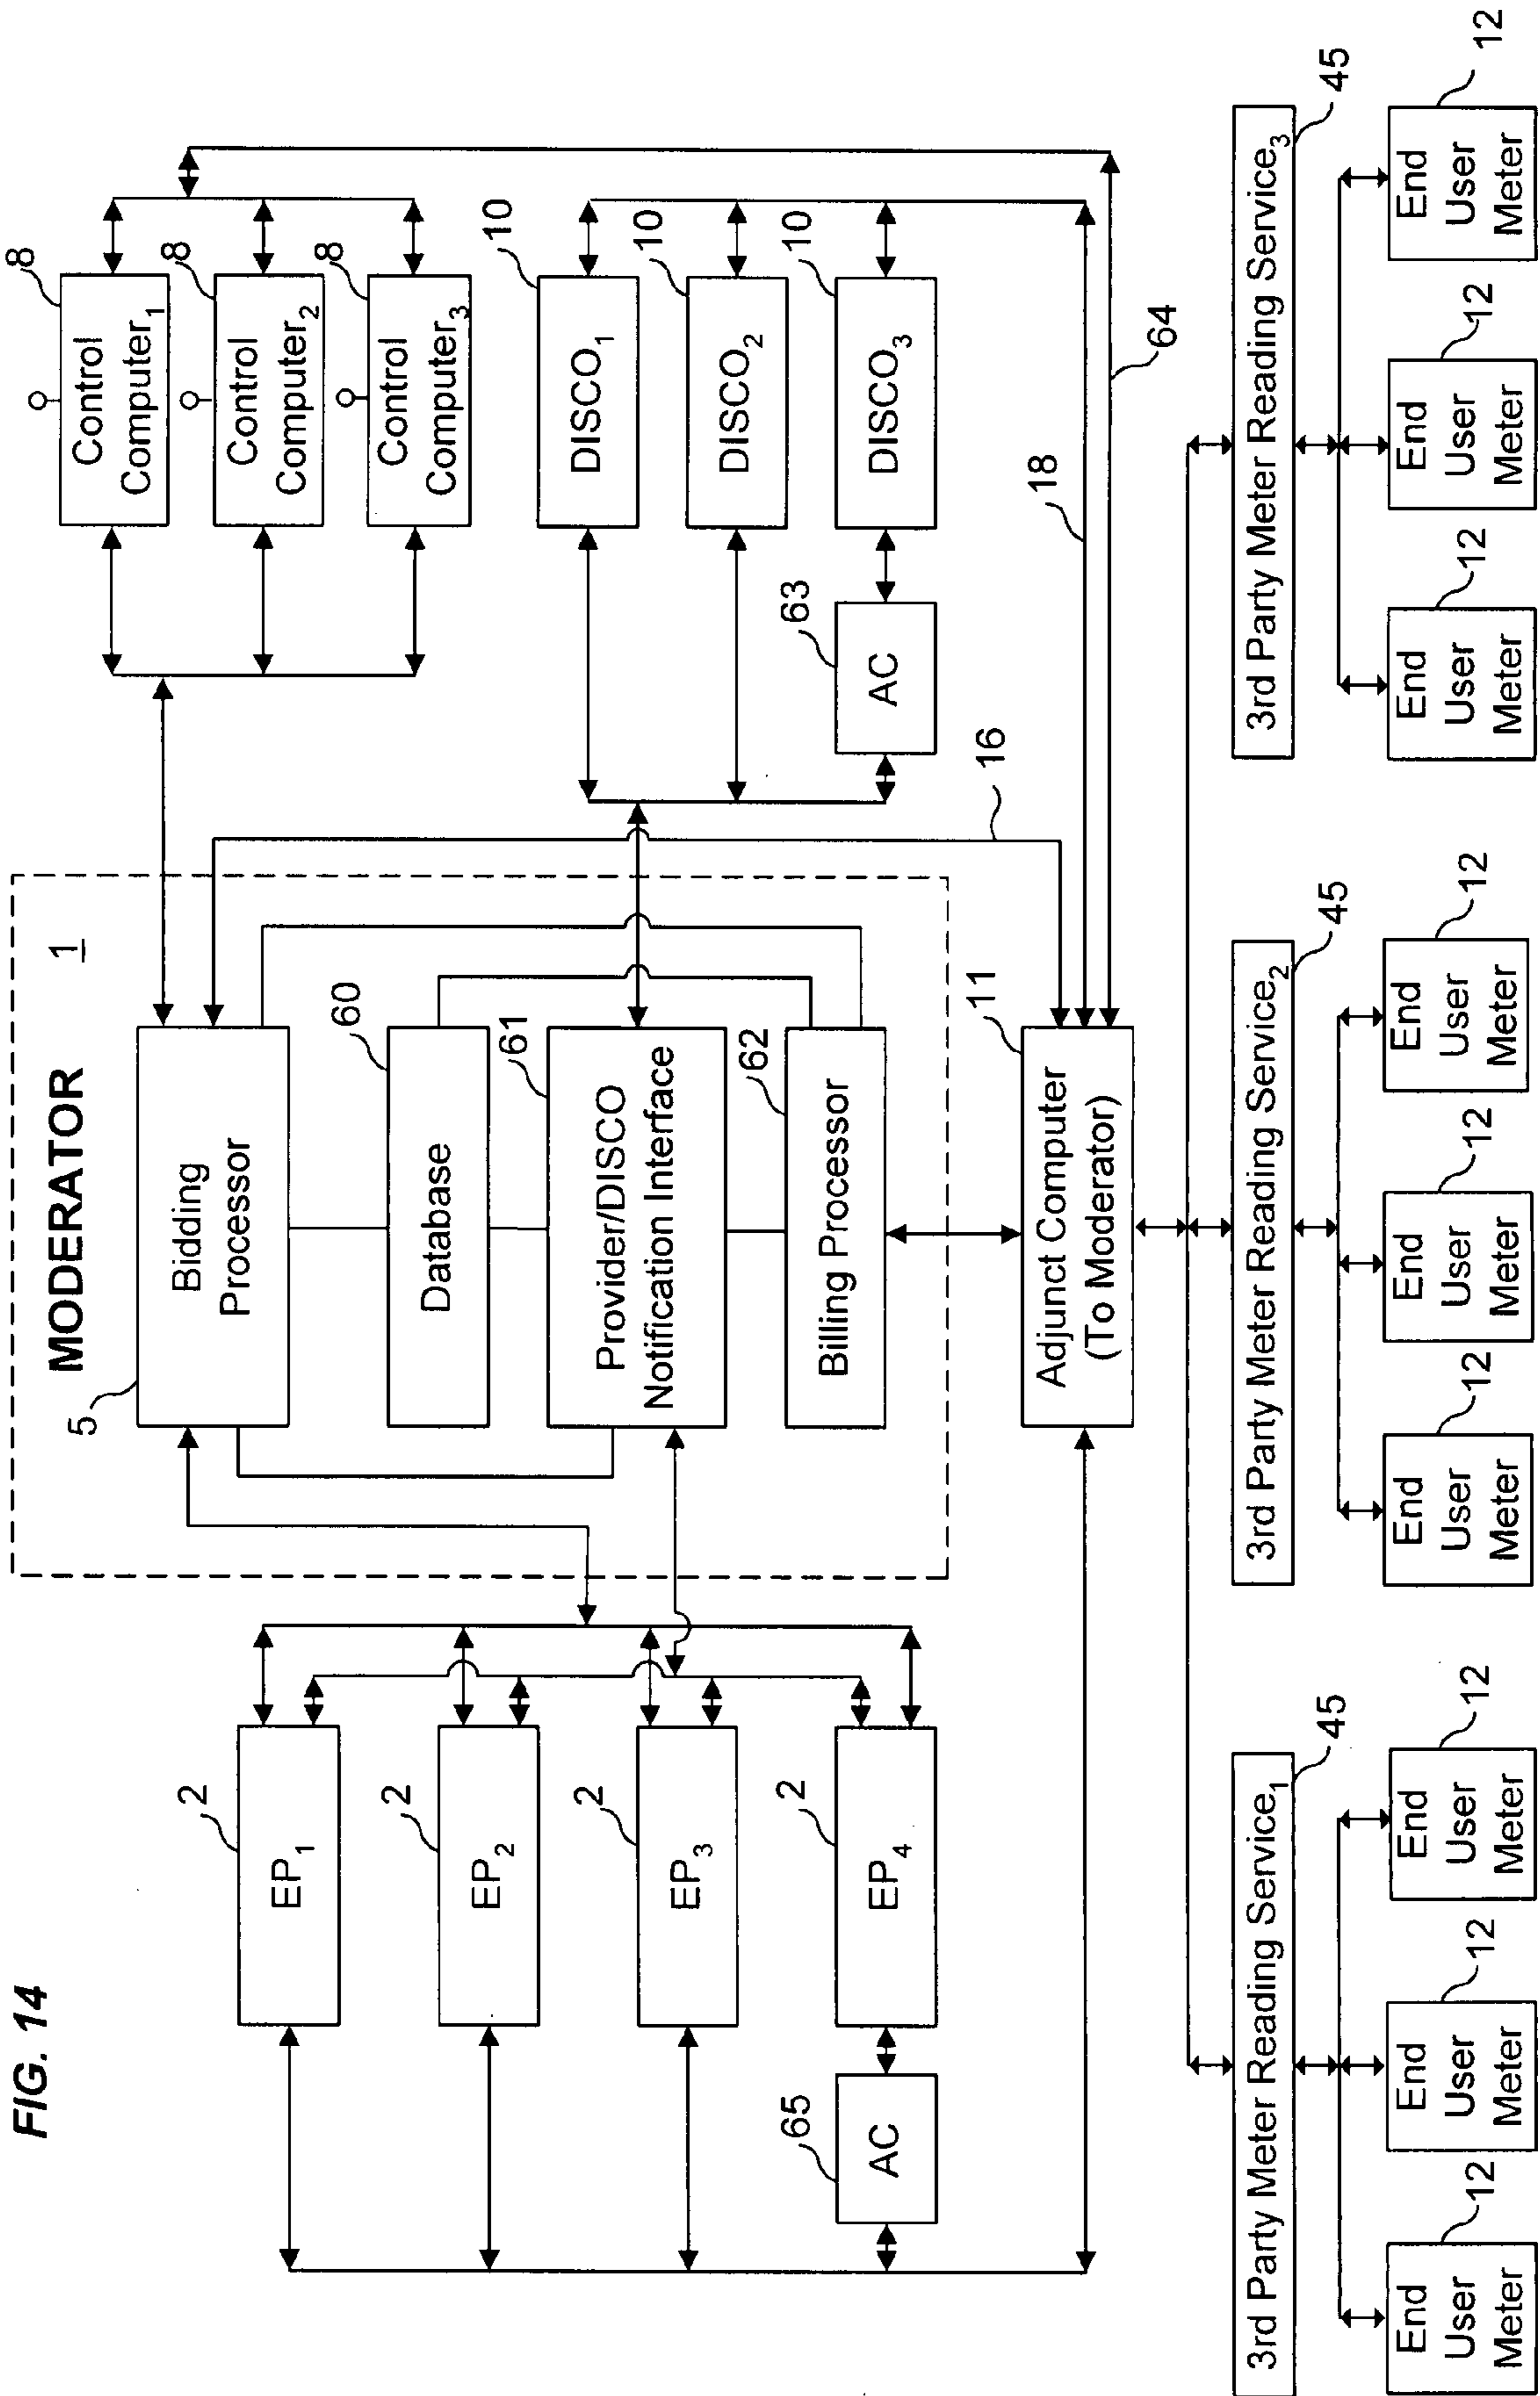 FIG. 14
MODERATOR
1
5
Bidding
Processor
60
Database
61
Provider/DISCO
Notification Interface
62
Billing Processor
2
EP1
2
EP2
2
EP3
2
EP4
65
AC
8
Control
Computer1
8
Control
Computer2
8
Control
Computer3
10
DISCO1
10
DISCO2
10
DISCO3
63
AC
16
18
64
11
Adjunct Computer
(To Moderator)
3rd Party Meter Reading Service1
45
3rd Party Meter Reading Service2
45
3rd Party Meter Reading Service3
45
12
End
User
Meter
12
End
User
Meter
12
End
User
Meter
12
End
User
Meter
12
End
User
Meter
12
End
User
Meter
12
End
User
Meter
12
End
User
Meter
12
End
User
Meter